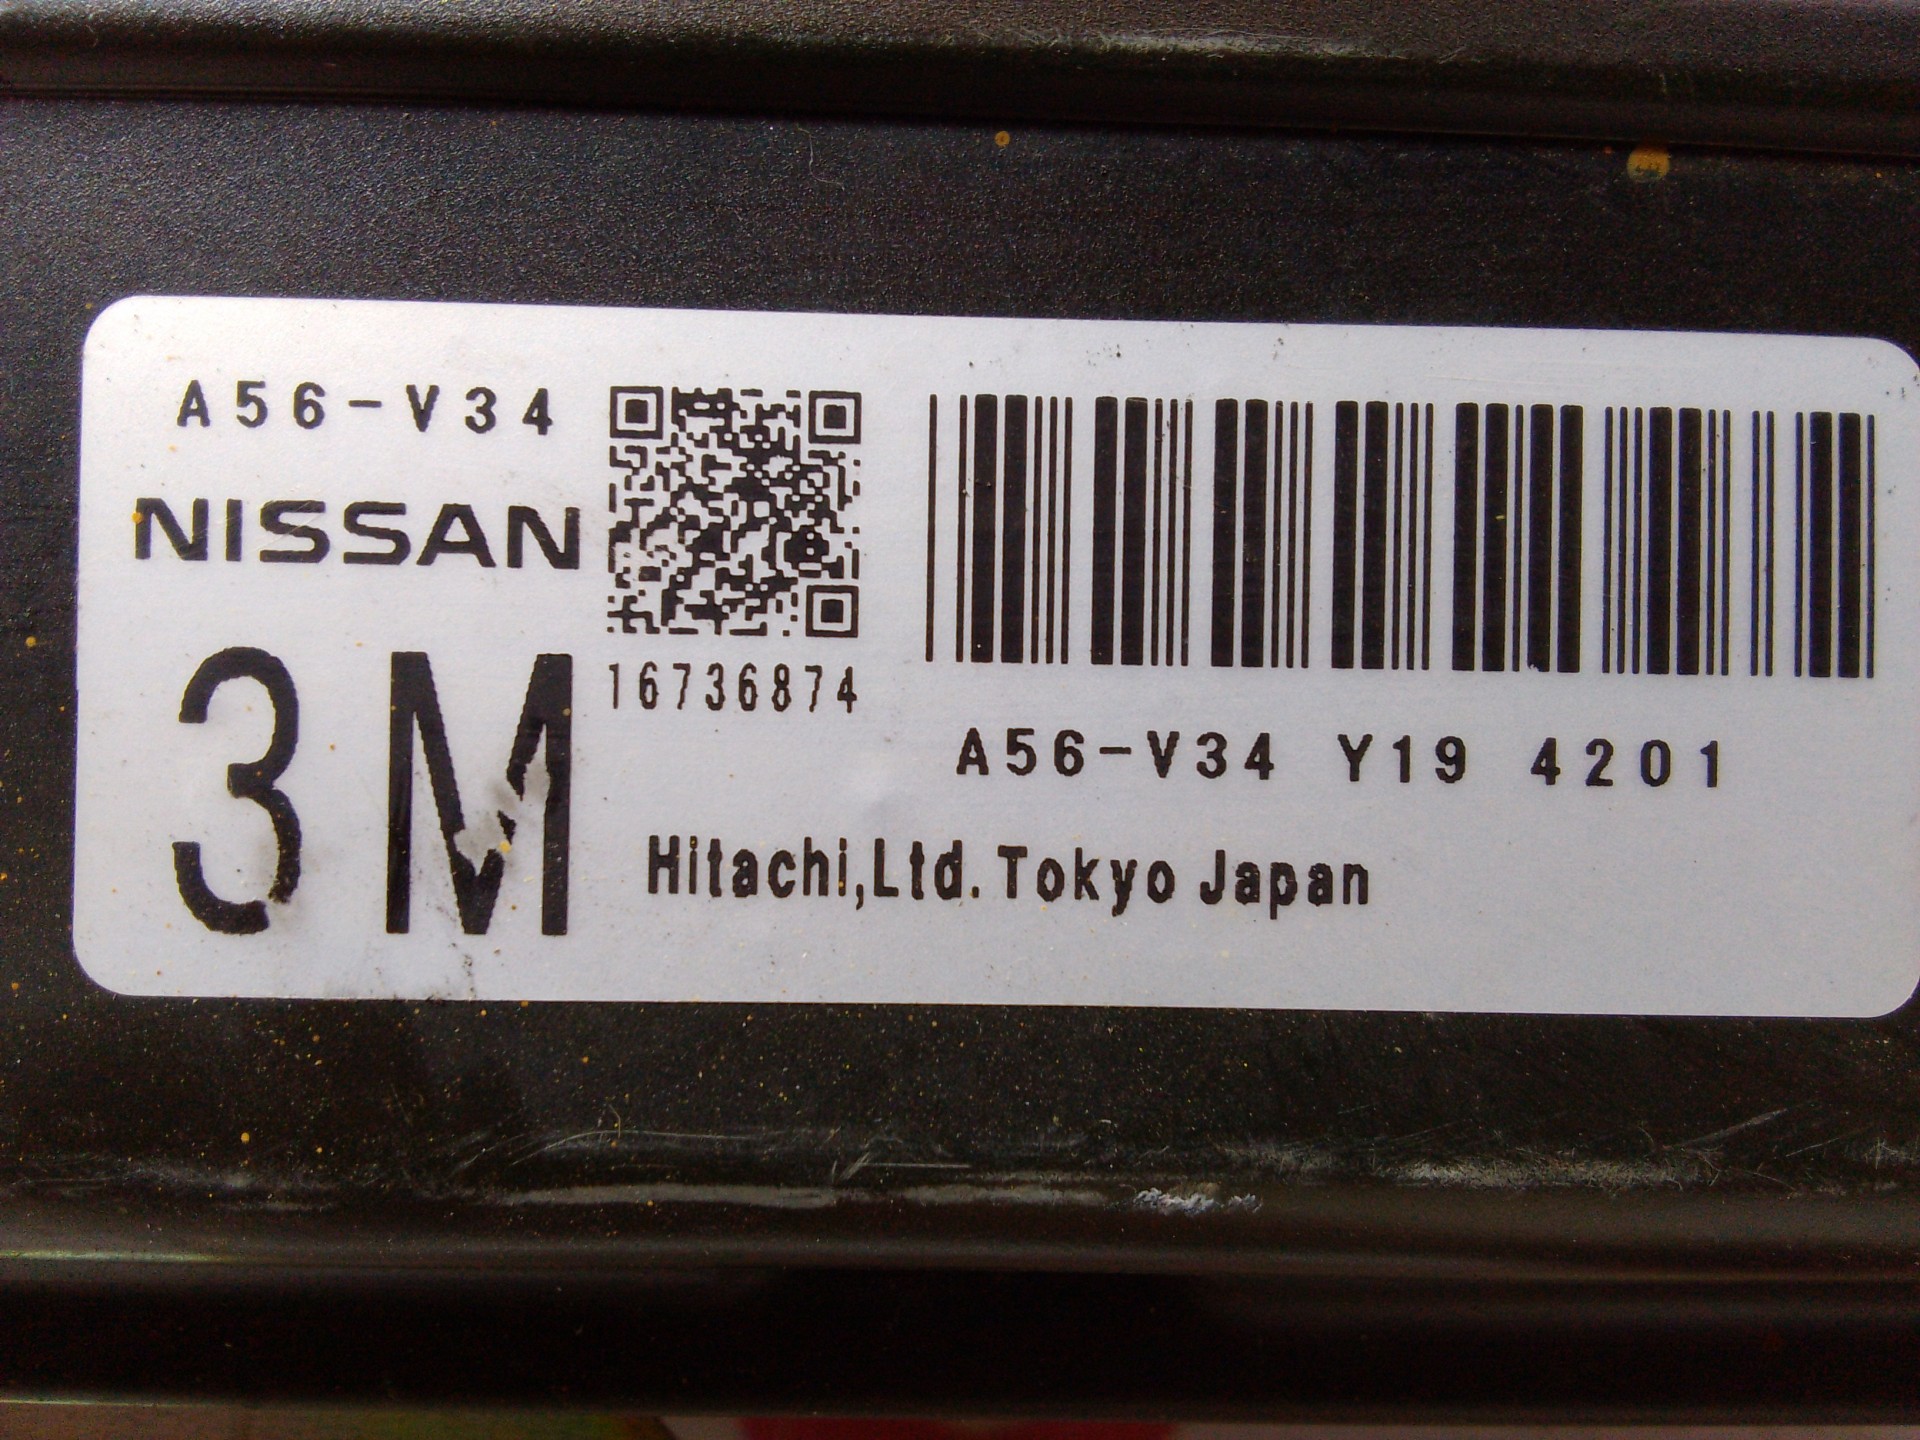 A56-V34
NISSAN
3M
16736874
A56-V34 Y19 4201
Hitachi,Ltd. Tokyo Japan